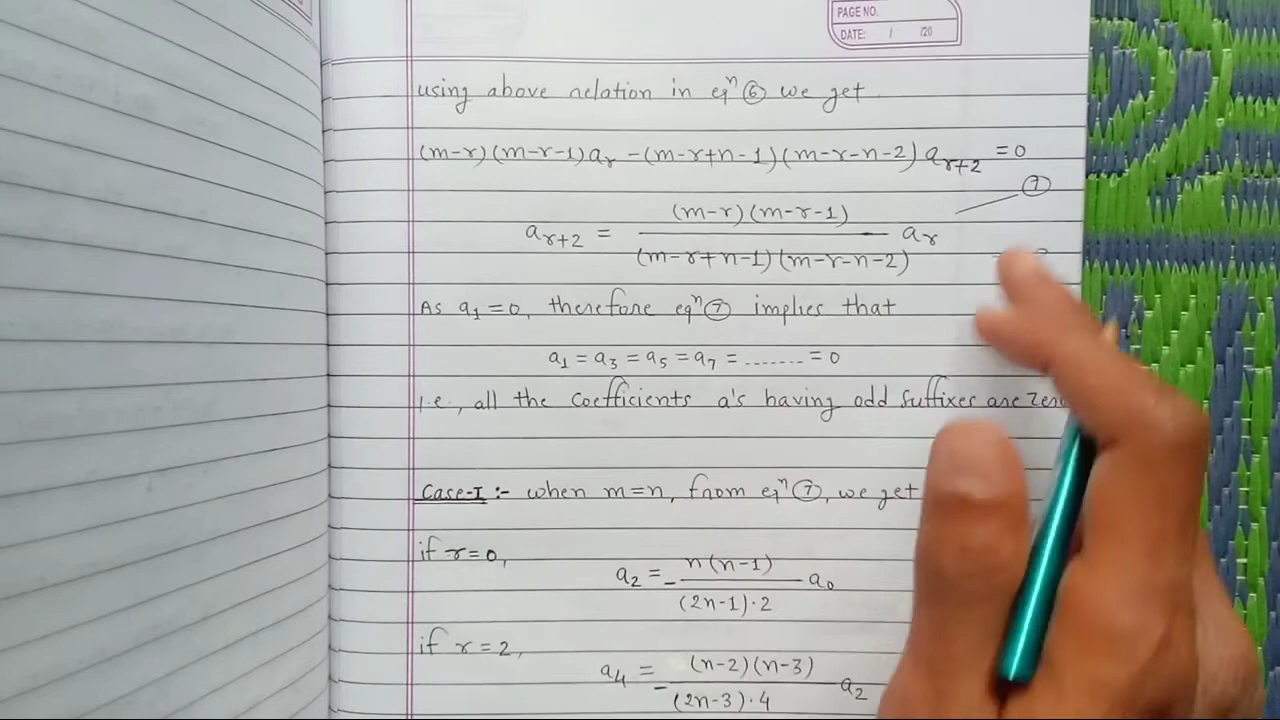 PAGE NO.
DATE: / /20
using above relation in eqⁿ ⑥ we get
(m-r)(m-r-1)aᵣ -(m-r+n-1)(m-r-n-2) aᵣ₊₂ = 0
⑦
aᵣ₊₂ = (m-r)(m-r-1) / (m-r+n-1)(m-r-n-2) aᵣ
As a₁ = 0, therefore eqⁿ ⑦ implies that
a₁ = a₃ = a₅ = a₇ = ........ = 0
i.e., all the coefficients a's having odd suffixes are zero
Case-I :- when m=n, from eqⁿ ⑦, we get
if r=0,
a₂ = - n(n-1) / (2n-1)·2 a₀
if r=2,
a₄ = - (n-2)(n-3) / (2n-3)·4 a₂